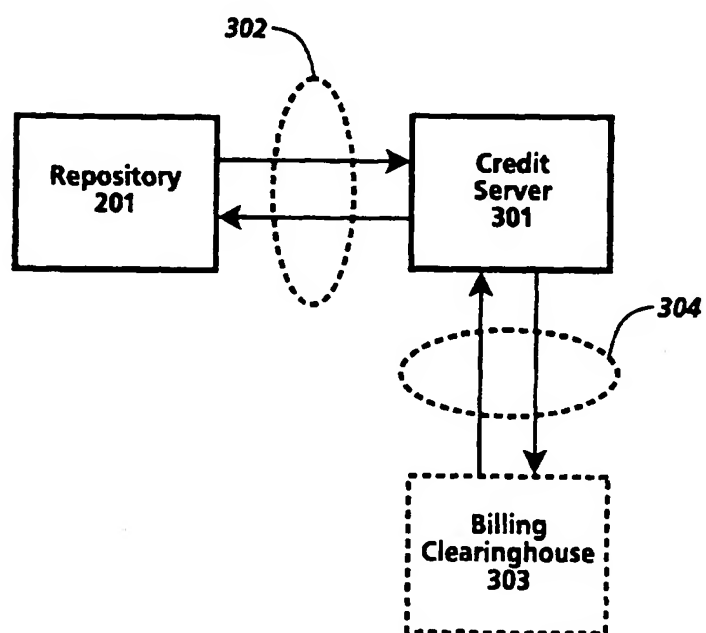 302
Repository
201
Credit
Server
301
304
Billing
Clearinghouse
303